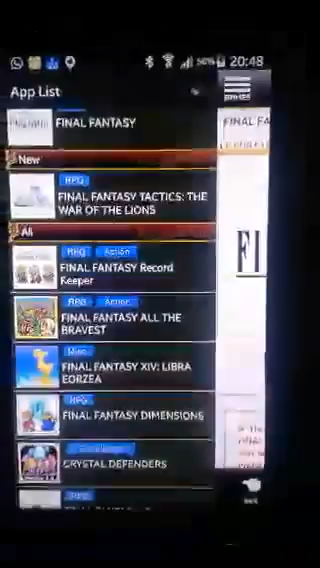 20:48
App List
FINAL FANTASY
FINAL FA
New
RPG
FINAL FANTASY TACTICS: THE
WAR OF THE LIONS
All
RPG Action
FINAL FANTASY Record
Keeper
RPG Action
FINAL FANTASY ALL THE
BRAVEST
Misc
FINAL FANTASY XIV: LIBRA
EORZEA
RPG
FINAL FANTASY DIMENSIONS
CRYSTAL DEFENDERS
RPG